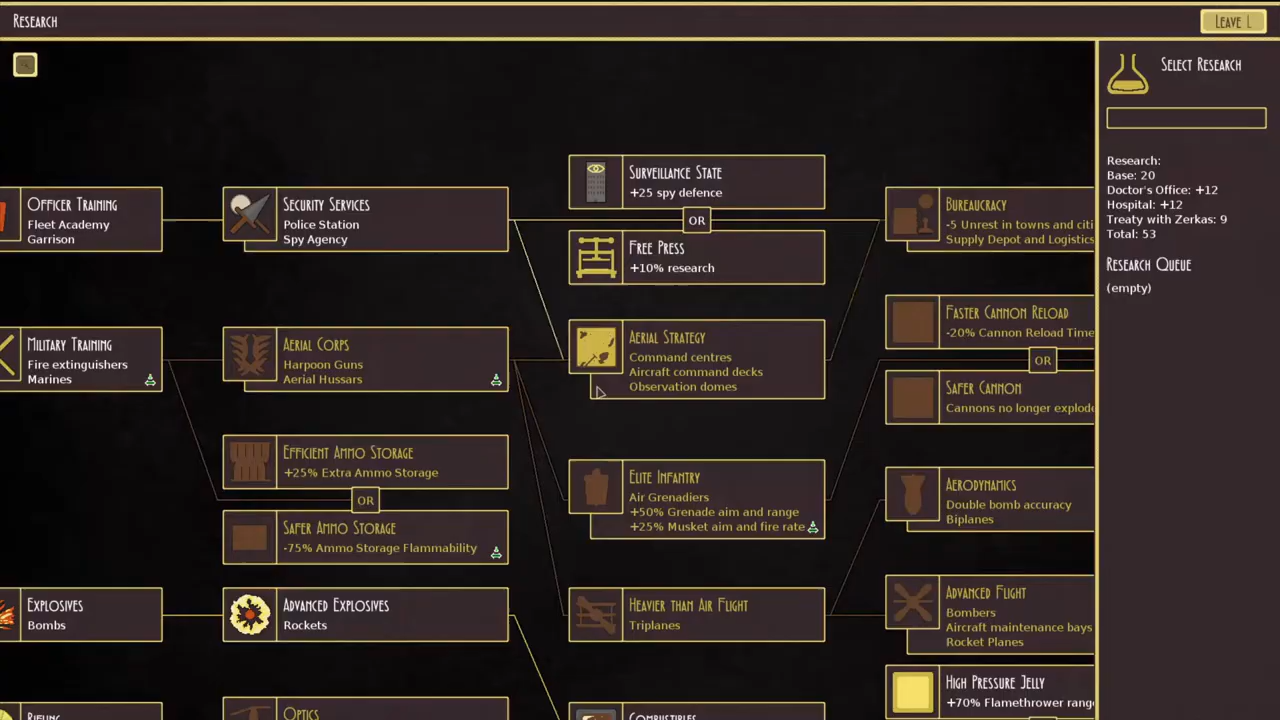 RESEARCH
LEAVE L
OFFICER TRAINING
Fleet Academy
Garrison
SECURITY SERVICES
Police Station
Spy Agency
SURVEILLANCE STATE
+25 spy defence
OR
FREE PRESS
+10% research
BUREAUCRACY
-5 Unrest in towns and citi
Supply Depot and Logistics
MILITARY TRAINING
Fire extinguishers
Marines
AERIAL CORPS
Harpoon Guns
Aerial Hussars
AERIAL STRATEGY
Command centres
Aircraft command decks
Observation domes
FASTER CANNON RELOAD
-20% Cannon Reload Time
OR
SAFER CANNON
Cannons no longer explode
EFFICIENT AMMO STORAGE
+25% Extra Ammo Storage
OR
SAFER AMMO STORAGE
-75% Ammo Storage Flammability
ELITE INFANTRY
Air Grenadiers
+50% Grenade aim and range
+25% Musket aim and fire rate
AERODYNAMICS
Double bomb accuracy
Biplanes
EXPLOSIVES
Bombs
ADVANCED EXPLOSIVES
Rockets
HEAVIER THAN AIR FLIGHT
Triplanes
ADVANCED FLIGHT
Bombers
Aircraft maintenance bays
Rocket Planes
HIGH PRESSURE JELLY
+70% Flamethrower rang
RIFLING
OPTICS
COMBUSTIBLES
SELECT RESEARCH
Research:
Base: 20
Doctor's Office: +12
Hospital: +12
Treaty with Zerkas: 9
Total: 53
RESEARCH QUEUE
(empty)